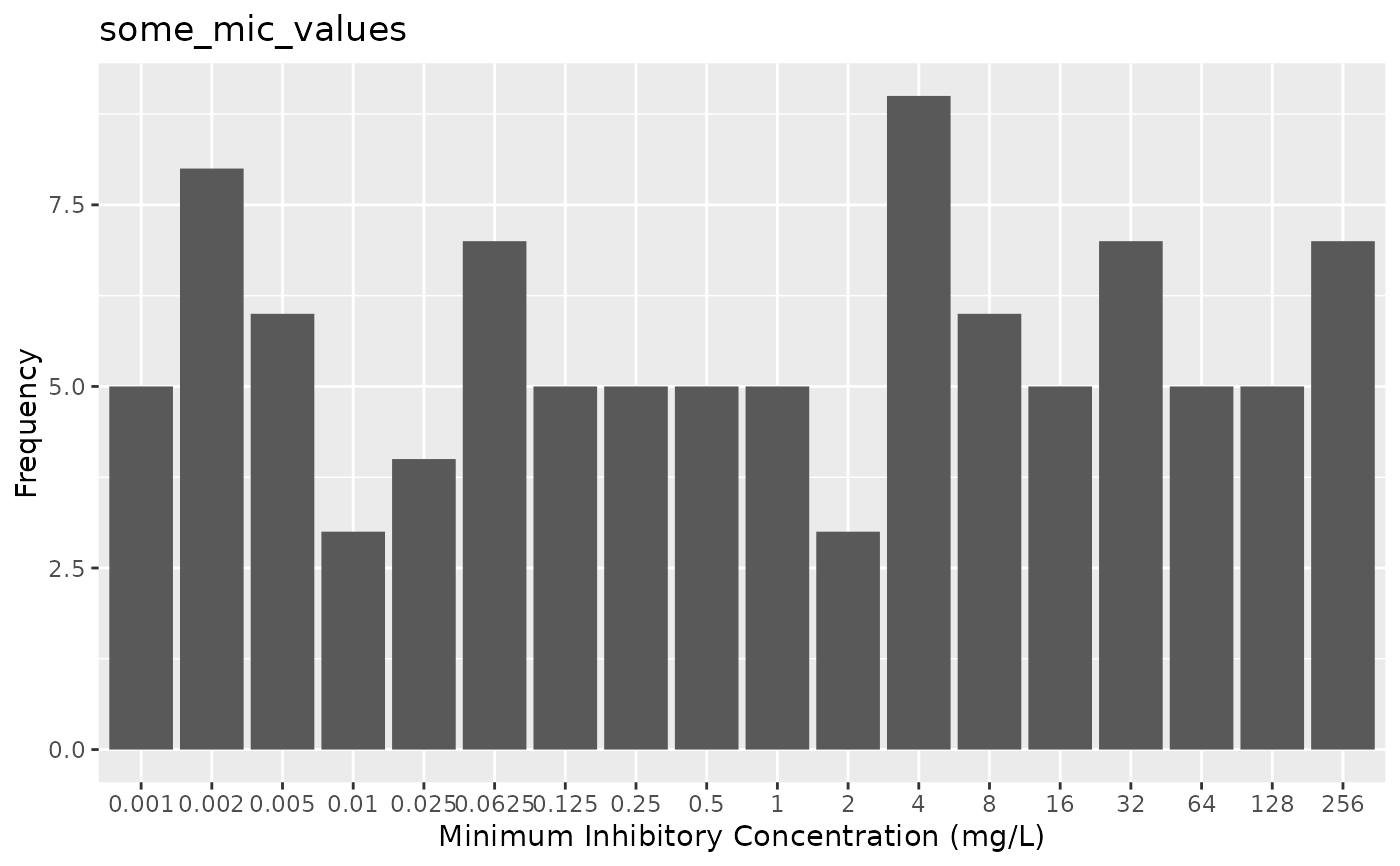 some_mic_values
7.5
5.0
2.5
0.0
Frequency
0.001 0.002 0.005 0.01 0.025 0.0625 0.125 0.25 0.5 1 2 4 8 16 32 64 128 256
Minimum Inhibitory Concentration (mg/L)